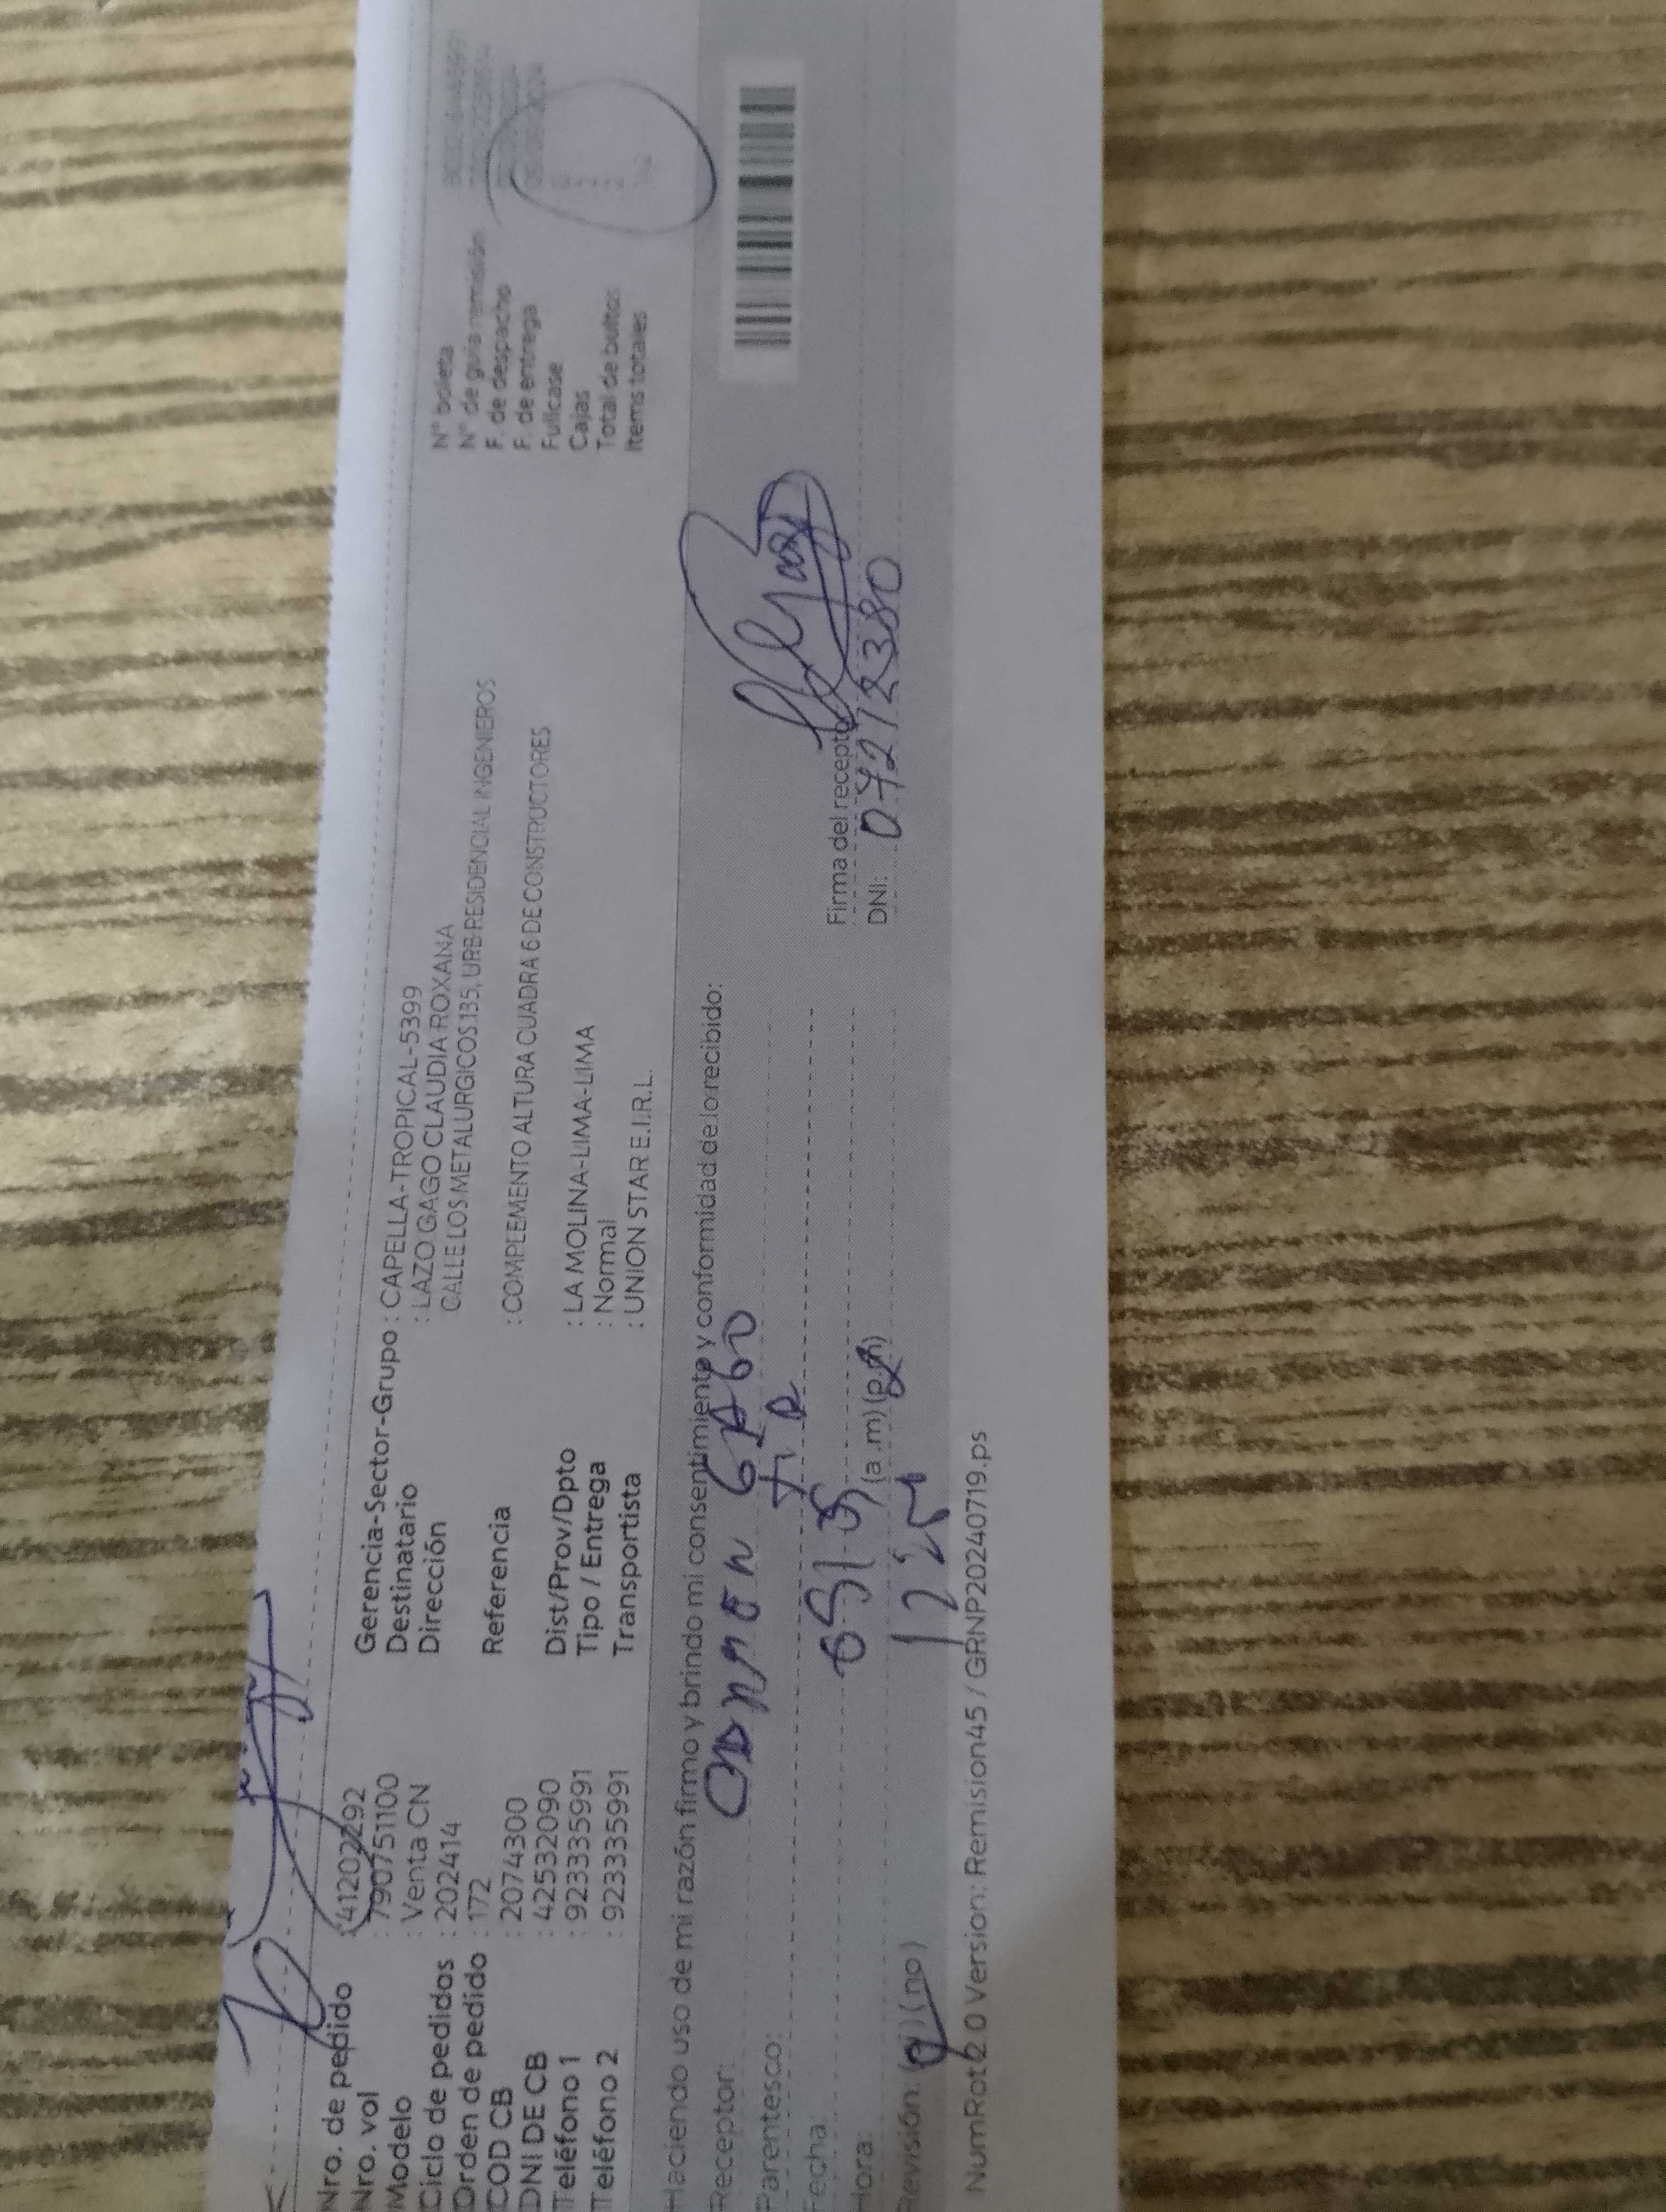 Nro. de pedido : 412022292
Nro. vol : 790751100
Modelo : Venta CN
Ciclo de pedidos : 202414
Orden de pedido : 172
COD CB : 2074300
DNI DE CB : 42532090
Teléfono 1 : 923335991
Teléfono 2 : 923335991
Gerencia-Sector-Grupo : CAPELLA-TROPICAL-5399
Destinatario : LAZO GAGO CLAUDIA ROXANA
Dirección CALLE LOS METALURGICOS 135, URB RESIDENCIAL INGENIEROS
Referencia : COMPLEMENTO ALTURA CUADRA 6 DE CONSTRUCTORES
Dist/Prov/Dpto : LA MOLINA-LIMA-LIMA
Tipo / Entrega : Normal
Transportista : UNION STAR E.I.R.L.
N° boleta
N° de guía remisión
F. de despacho
F. de entrega
Fullcase
Cajas
Total de bultos
Items totales
Haciendo uso de mi razón firmo y brindo mi consentimiento y conformidad de lo recibido:
Receptor:
Parentesco:
Fecha:
Hora: (a.m) (p.m)
Revisión: (si) (no)
Firma del receptor
DNI: 07212380
NumRot 2.0 Version: Remision45 / GRNP20240719.ps